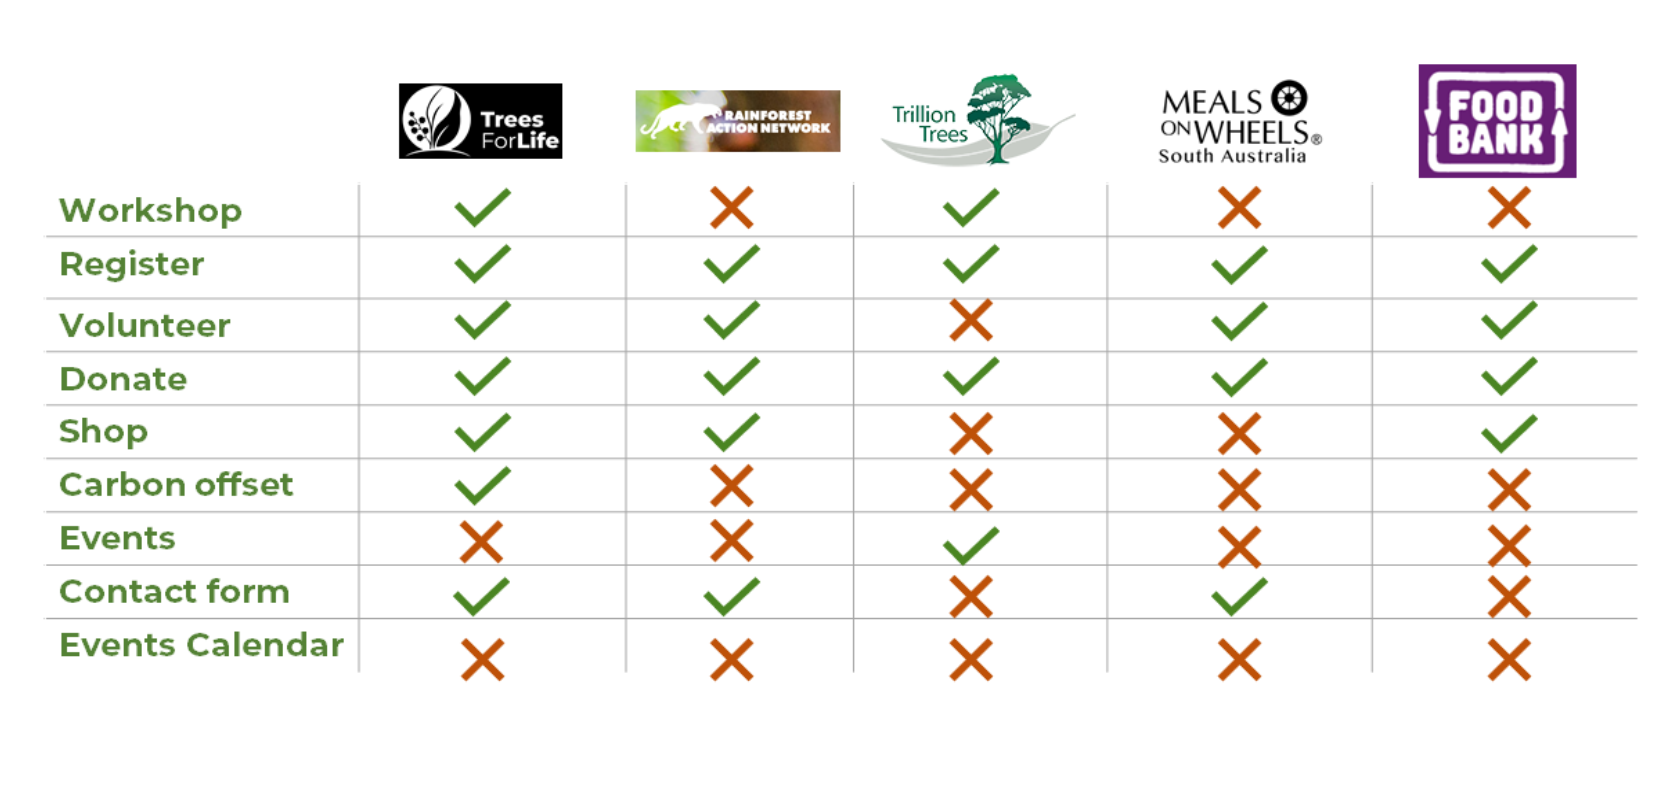 Trees
ForLife
RAINFOREST
ACTION NETWORK
Trillion
Trees
MEALS
ON WHEELS®
South Australia
FOOD
BANK
Workshop
Register
Volunteer
Donate
Shop
Carbon offset
Events
Contact form
Events Calendar